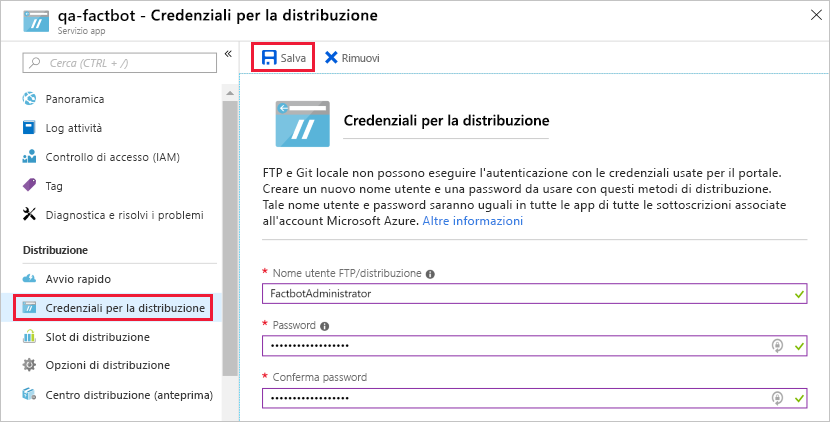 qa-factbot - Credenziali per la distribuzione
Servizio app
Cerca (CTRL + /)
«
Panoramica
Log attività
Controllo di accesso (IAM)
Tag
Diagnostica e risolvi i problemi
Distribuzione
Avvio rapido
Credenziali per la distribuzione
Slot di distribuzione
Opzioni di distribuzione
Centro distribuzione (anteprima)
Salva
Rimuovi
Credenziali per la distribuzione
FTP e Git locale non possono eseguire l'autenticazione con le credenziali usate per il portale.
Creare un nuovo nome utente e una password da usare con questi metodi di distribuzione.
Tale nome utente e password saranno uguali in tutte le app di tutte le sottoscrizioni associate
all'account Microsoft Azure. Altre informazioni
* Nome utente FTP/distribuzione
FactbotAdministrator
* Password
••••••••••••••••••
* Conferma password
••••••••••••••••••